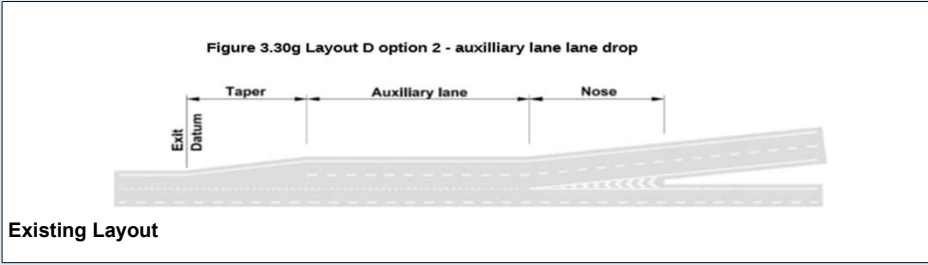 Figure 3.30g Layout D option 2 - auxilliary lane lane drop
Taper
Auxiliary lane
Nose
Exit
Datum
Existing Layout